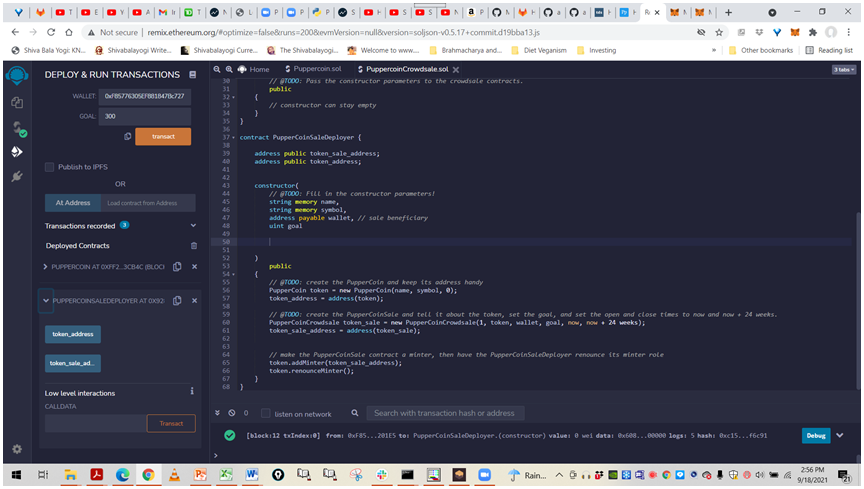 Not secure | remix.ethereum.org/#optimize=false&runs=200&evmVersion=null&version=soljson-v0.5.17+commit.d19bba13.js
Shiva Bala Yogi: KN...
Shivabalayogi Write...
Shivabalayogi Curre...
The Shivabalayogi...
Welcome to www....
Brahmacharya and...
Diet Veganism
Investing
Other bookmarks
Reading list
DEPLOY & RUN TRANSACTIONS
WALLET:
GOAL: 300
transact
Publish to IPFS
OR
At Address
Load contract from Address
Transactions recorded 3
Deployed Contracts
PUPPERCOIN AT 0XFF2...3CB4C (BLOC
PUPPERCOINSALEDEPLOYER AT 0X92
token_address
token_sale_ad...
Low level interactions
CALLDATA
Transact
Home
Puppercoin.sol
PuppercoinCrowdsale.sol
3 tabs
30 // @TODO: Pass the constructor parameters to the crowdsale contracts.
31 public
32 {
33 // constructor can stay empty
34 }
35 }
36
37 contract PupperCoinSaleDeployer {
38
39 address public token_sale_address;
40 address public token_address;
41
42
43 constructor(
44 // @TODO: Fill in the constructor parameters!
45 string memory name,
46 string memory symbol,
47 address payable wallet, // sale beneficiary
48 uint goal
49
50
51
52 )
53 public
54 {
55 // @TODO: create the PupperCoin and keep its address handy
56 PupperCoin token = new PupperCoin(name, symbol, 0);
57 token_address = address(token);
58
59 // @TODO: create the PupperCoinSale and tell it about the token, set the goal, and set the open and close times to now and now + 24 weeks.
60 PupperCoinCrowdsale token_sale = new PupperCoinCrowdsale(1, token, wallet, goal, now, now + 24 weeks);
61 token_sale_address = address(token_sale);
62
63
64 // make the PupperCoinSale contract a minter, then have the PupperCoinSaleDeployer renounce its minter role
65 token.addMinter(token_sale_address);
66 token.renounceMinter();
67 }
68 }
0
listen on network
Search with transaction hash or address
[block:12 txIndex:0] from: 0xF85...201E5 to: PupperCoinSaleDeployer.(constructor) value: 0 wei data: 0x608...00000 logs: 5 hash: 0xc15...f6c91
Debug
>
Rain...
2:56 PM
9/18/2021
21